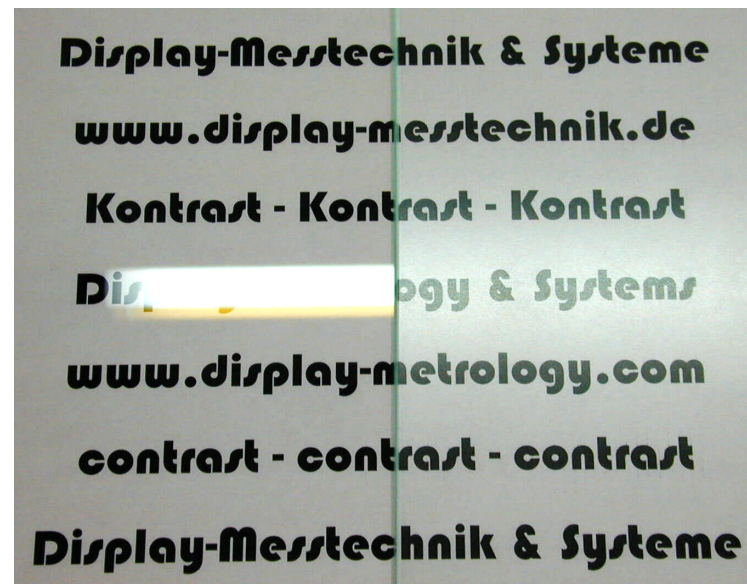 Display-Messtechnik & Systeme
www.display-messtechnik.de
Kontrast - Kontrast - Kontrast
& Systems
www.display-metrology.com
contrast - contrast - contrast
Display-Messtechnik & Systeme